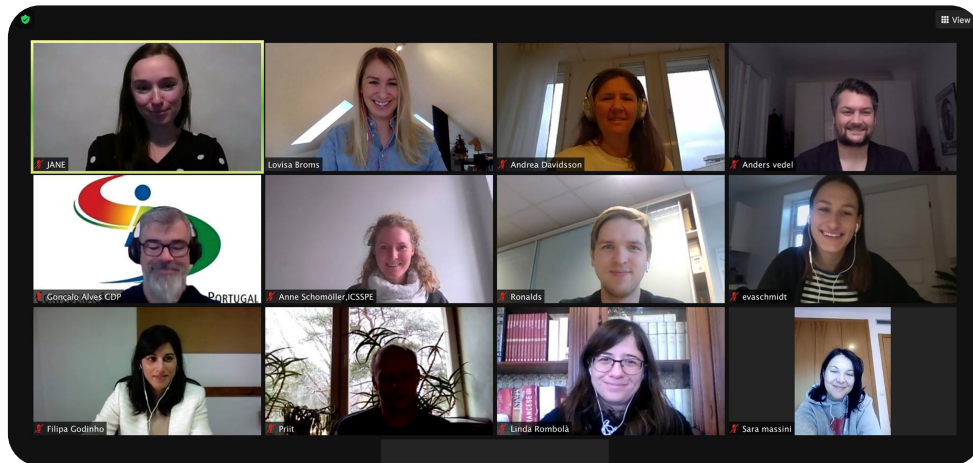 View
JANE
Lovisa Broms
Andrea Davidsson
Anders vedel
Gonçalo Alves GDP
PORTUGAL
Anne Schomöller,ICSSPE
Ronalds
evaschmidt
Filipa Godinho
Priit
Linda Rombolà
Sara massini